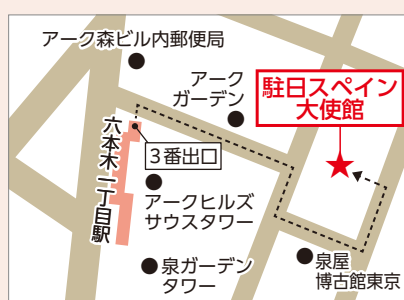 アーク森ビル内郵便局
アーク
ガーデン
駐日スペイン
大使館
六本木一丁目駅
3番出口
アークヒルズ
サウスタワー
泉ガーデン
タワー
泉屋
博古館東京